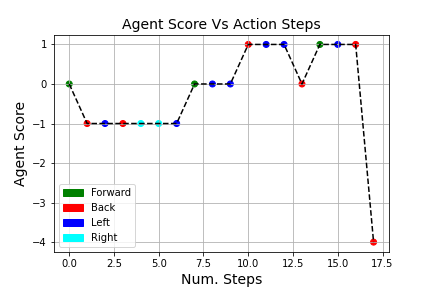 Agent Score Vs Action Steps
Agent Score
1
0
−1
−2
−3
−4
Forward
Back
Left
Right
0.0 2.5 5.0 7.5 10.0 12.5 15.0 17.5
Num. Steps